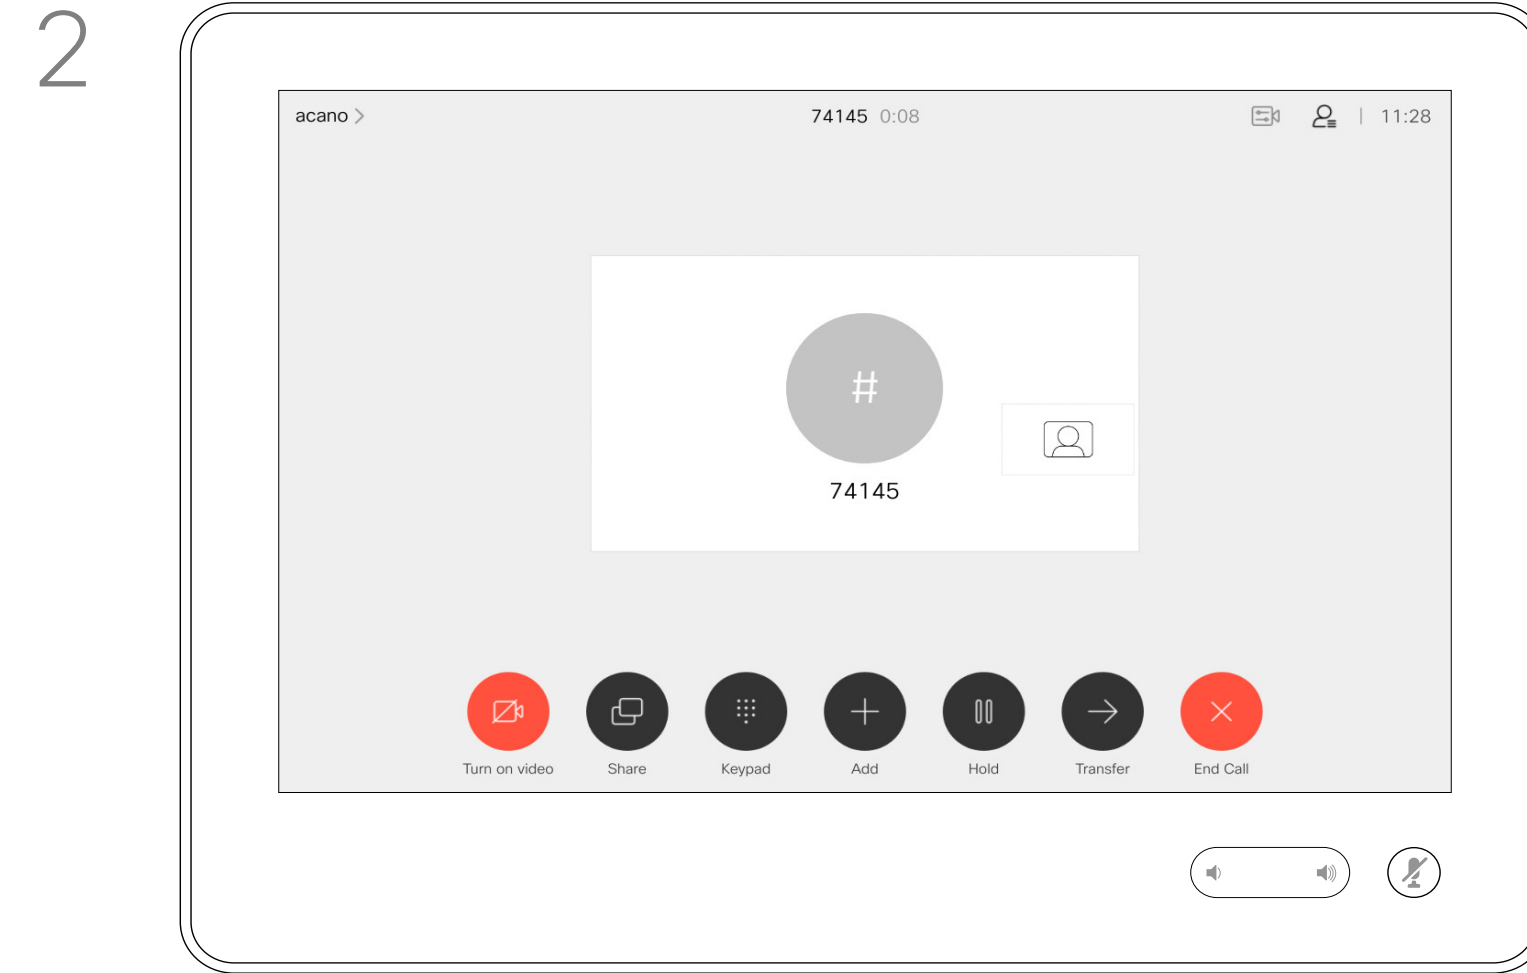 2
acano 74145 0:08 | 11:28
#
74145
Turn on video Share Keypad Add Hold Transfer End Call